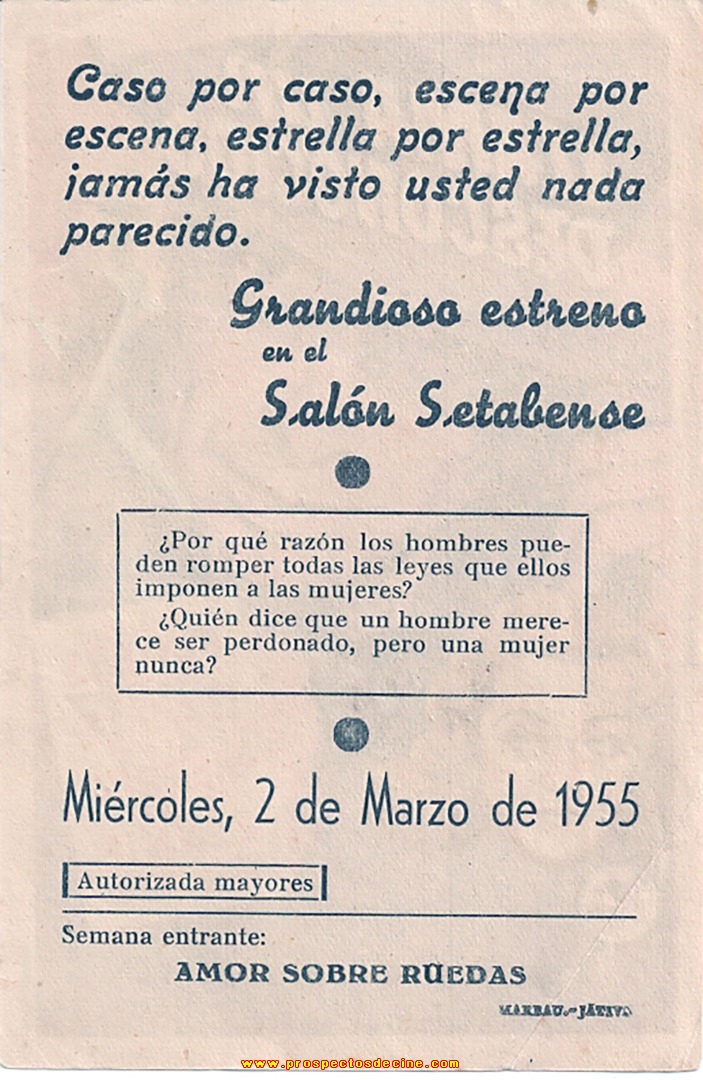 Caso por caso, escena por
escena, estrella por estrella,
jamás ha visto usted nada
parecido.
Grandioso estreno
en el
Salón Setabense
¿Por qué razón los hombres pue-
den romper todas las leyes que ellos
imponen a las mujeres?
¿Quién dice que un hombre mere-
ce ser perdonado, pero una mujer
nunca?
Miércoles, 2 de Marzo de 1955
Autorizada mayores
Semana entrante:
AMOR SOBRE RUEDAS
MARBAU.-JÁTIVA
www.prospectosdecine.com